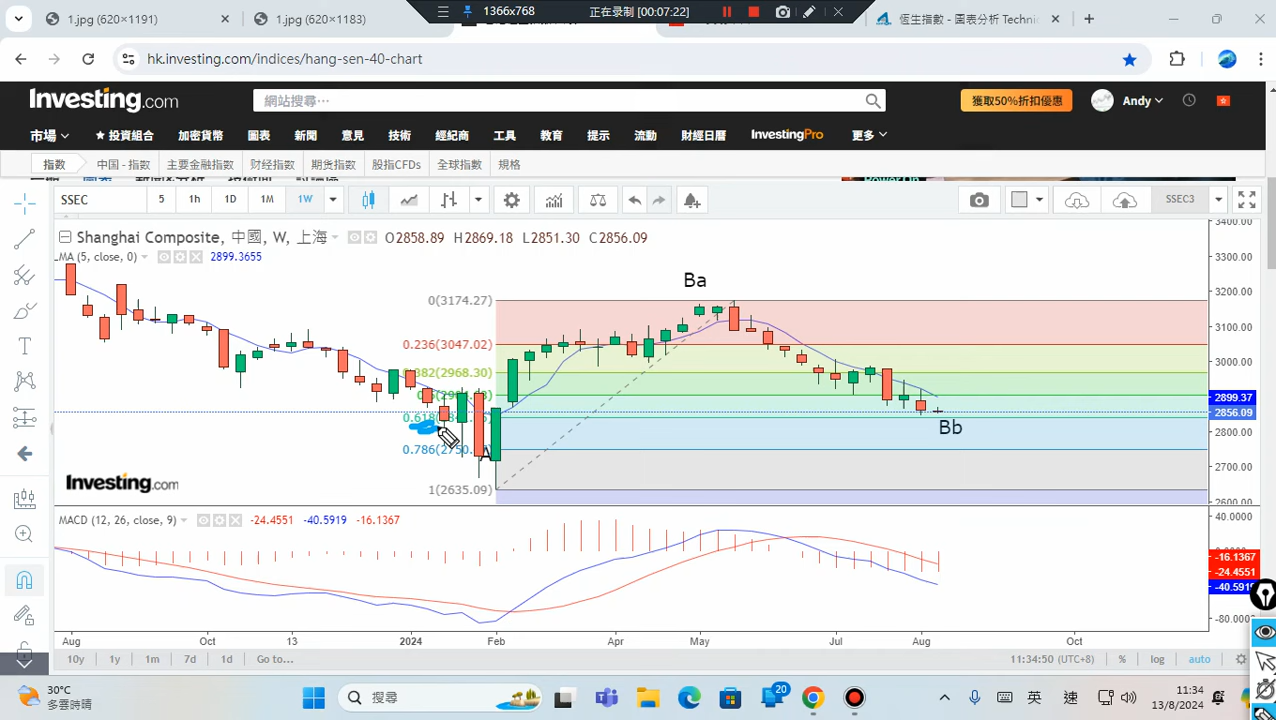 1.jpg (620×1191)
1.jpg (620×1183)
1366x768
正在录制 [00:07:22]
恆生指數 - 圖表分析 Technic
hk.investing.com/indices/hang-sen-40-chart
Investing.com
網站搜尋...
獲取50%折扣優惠
Andy
市場
投資組合
加密貨幣
圖表
新聞
意見
技術
經紀商
工具
教育
提示
流動
財經日曆
InvestingPro
更多
指數
中国 - 指數
主要金融指數
财经指數
期货指數
股指CFDs
全球指數
規格
SSEC
5
1h
1D
1M
1W
SSEC3
Shanghai Composite, 中國, W, 上海
O2858.89 H2869.18 L2851.30 C2856.09
MA (5, close, 0)
2899.3655
Ba
0(3174.27)
0.236(3047.02)
0.382(2968.30)
0.618
0.786(2750.
A
1(2635.09)
Bb
3400.00
3300.00
3200.00
3100.00
3000.00
2899.37
2856.09
2800.00
2700.00
2600.00
Investing.com
MACD (12, 26, close, 9)
-24.4551
-40.5919
-16.1367
40.0000
0.0000
-16.1367
-24.4551
-40.5919
-80.0000
Aug
Oct
13
2024
Feb
Apr
May
Jul
Aug
Oct
10y
1y
1m
7d
1d
Go to...
11:34:50 (UTC+8)
%
log
auto
30°C
多雲時晴
搜尋
20
英
速
11:34
13/8/2024